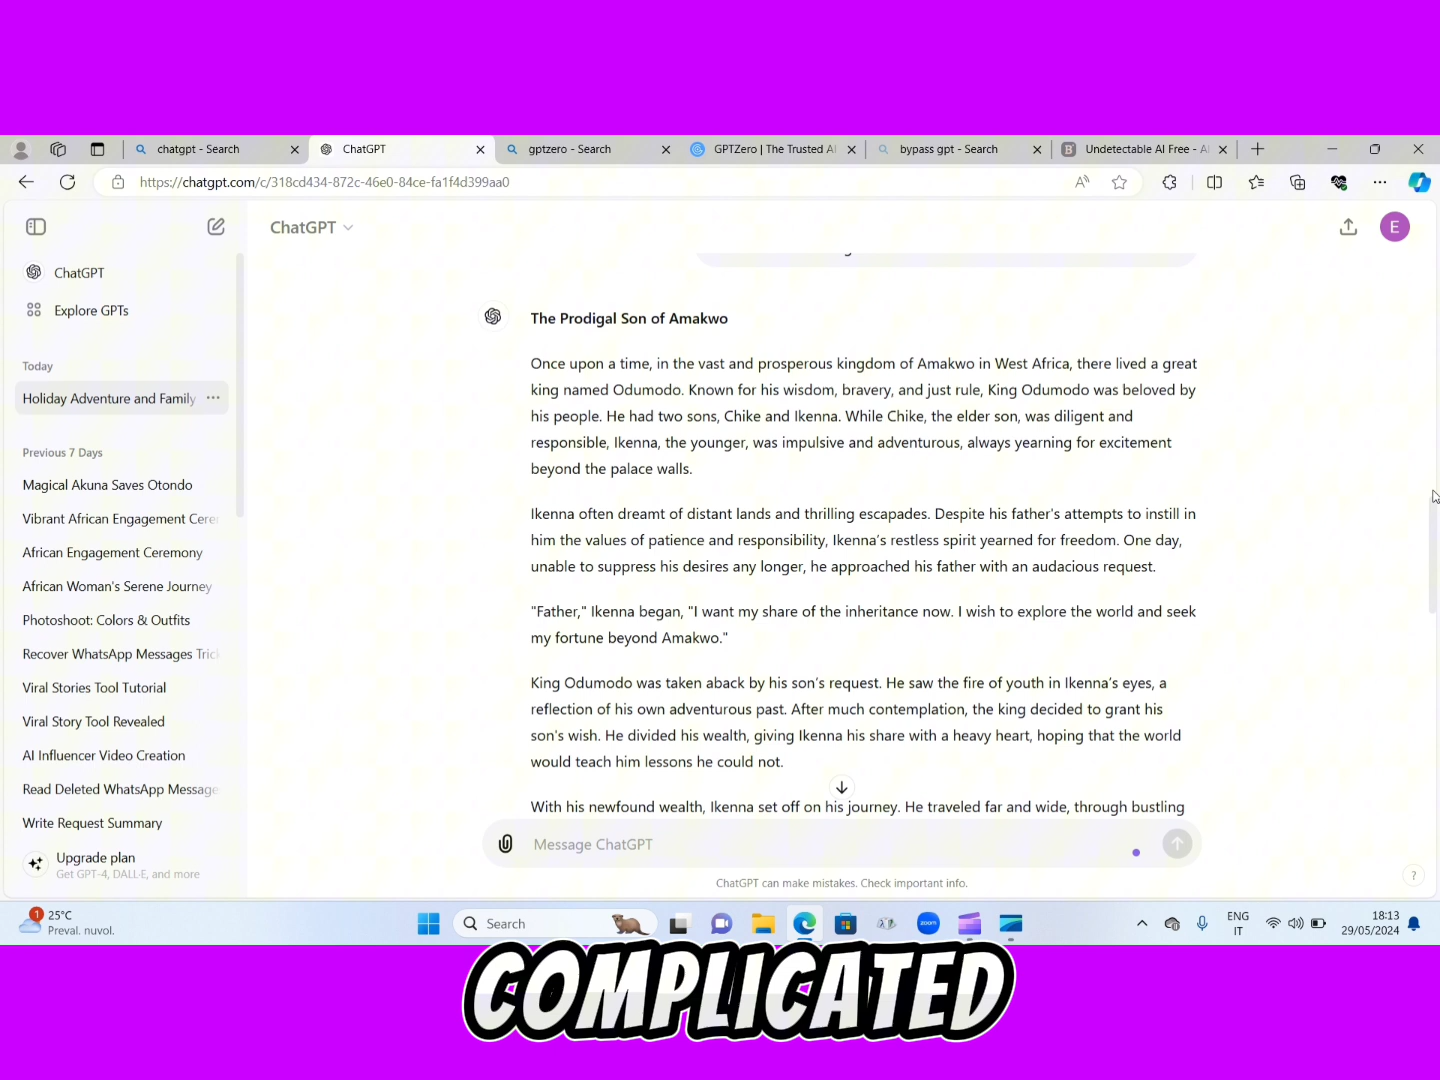 chatgpt - Search
ChatGPT
gptzero - Search
GPTZero | The Trusted AI
bypass gpt - Search
Undetectable AI Free - AI
https://chatgpt.com/c/318cd434-872c-46e0-84ce-fa1f4d399aa0
ChatGPT
E
ChatGPT
Explore GPTs
Today
Holiday Adventure and Family
Previous 7 Days
Magical Akuna Saves Otondo
Vibrant African Engagement Cere
African Engagement Ceremony
African Woman's Serene Journey
Photoshoot: Colors & Outfits
Recover WhatsApp Messages Trick
Viral Stories Tool Tutorial
Viral Story Tool Revealed
AI Influencer Video Creation
Read Deleted WhatsApp Message
Write Request Summary
Upgrade plan
Get GPT-4, DALL·E, and more
The Prodigal Son of Amakwo
Once upon a time, in the vast and prosperous kingdom of Amakwo in West Africa, there lived a great
king named Odumodo. Known for his wisdom, bravery, and just rule, King Odumodo was beloved by
his people. He had two sons, Chike and Ikenna. While Chike, the elder son, was diligent and
responsible, Ikenna, the younger, was impulsive and adventurous, always yearning for excitement
beyond the palace walls.
Ikenna often dreamt of distant lands and thrilling escapades. Despite his father's attempts to instill in
him the values of patience and responsibility, Ikenna's restless spirit yearned for freedom. One day,
unable to suppress his desires any longer, he approached his father with an audacious request.
"Father," Ikenna began, "I want my share of the inheritance now. I wish to explore the world and seek
my fortune beyond Amakwo."
King Odumodo was taken aback by his son's request. He saw the fire of youth in Ikenna's eyes, a
reflection of his own adventurous past. After much contemplation, the king decided to grant his
son's wish. He divided his wealth, giving Ikenna his share with a heavy heart, hoping that the world
would teach him lessons he could not.
With his newfound wealth, Ikenna set off on his journey. He traveled far and wide, through bustling
Message ChatGPT
ChatGPT can make mistakes. Check important info.
?
1
25°C
Preval. nuvol.
Search
zoom
ENG
IT
18:13
29/05/2024
COMPLICATED